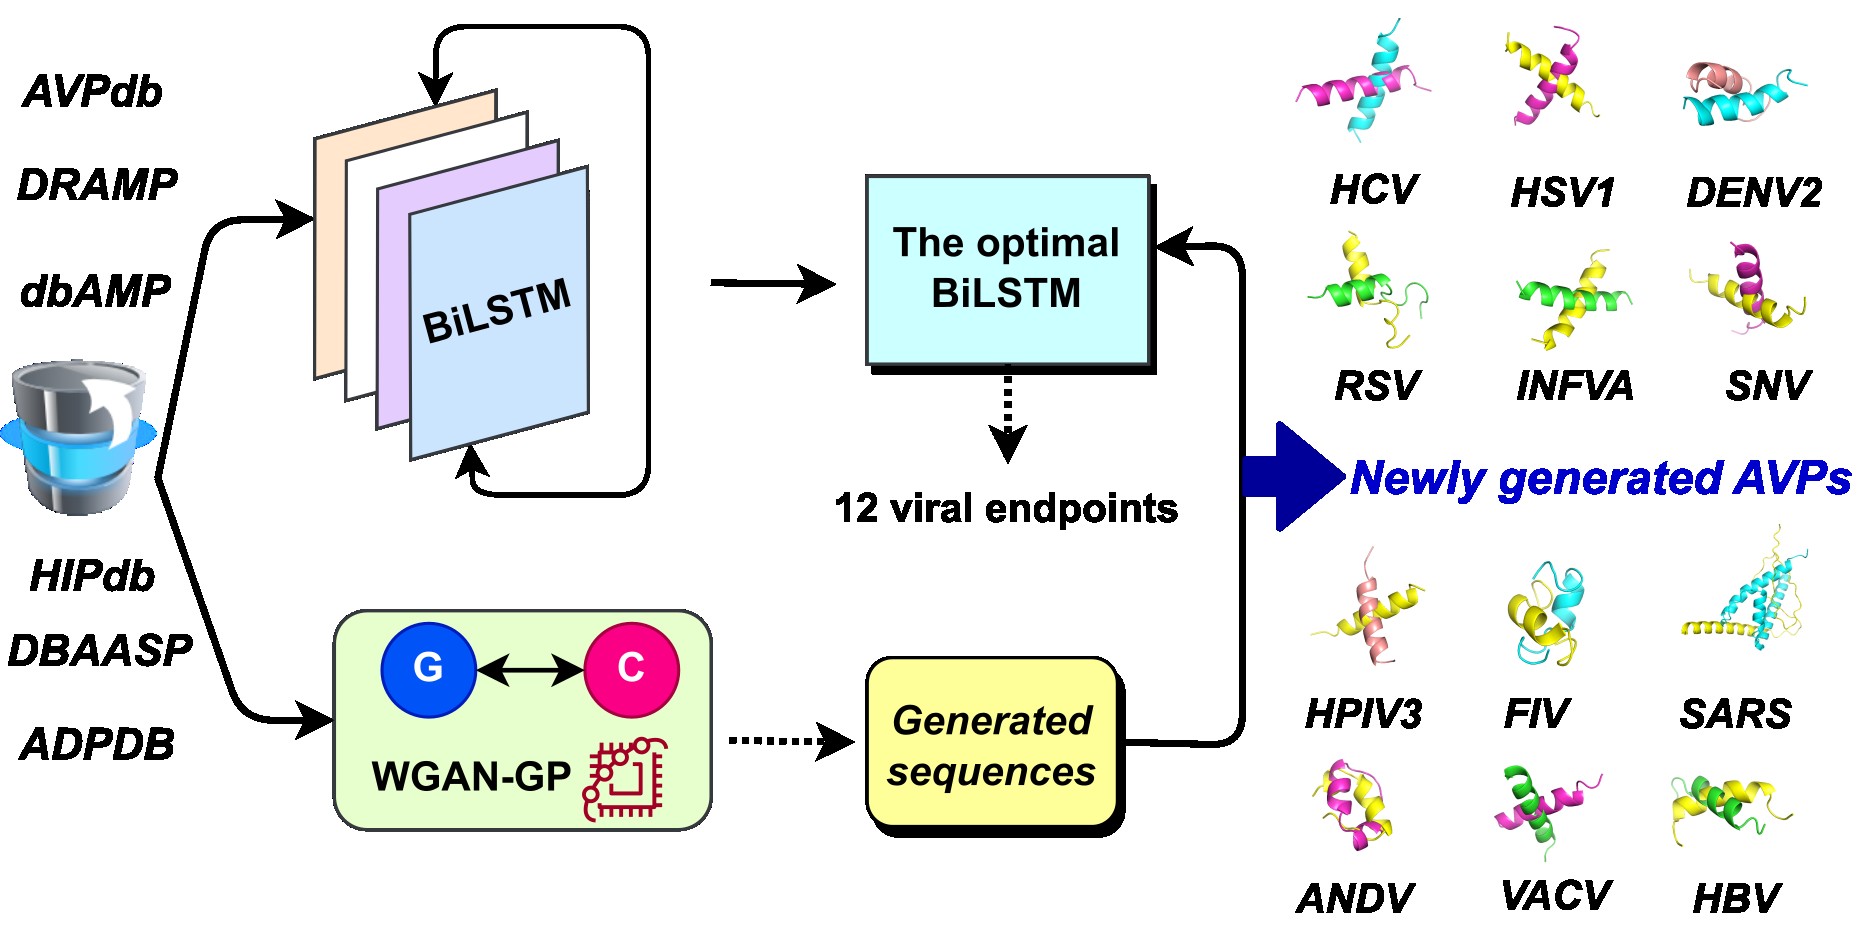 AVPdb
DRAMP
dbAMP
HIPdb
DBAASP
ADPDB
BiLSTM
G
C
WGAN-GP
The optimal
BiLSTM
12 viral endpoints
Generated
sequences
HCV
HSV1
DENV2
RSV
INFVA
SNV
Newly generated AVPs
HPIV3
FIV
SARS
ANDV
VACV
HBV